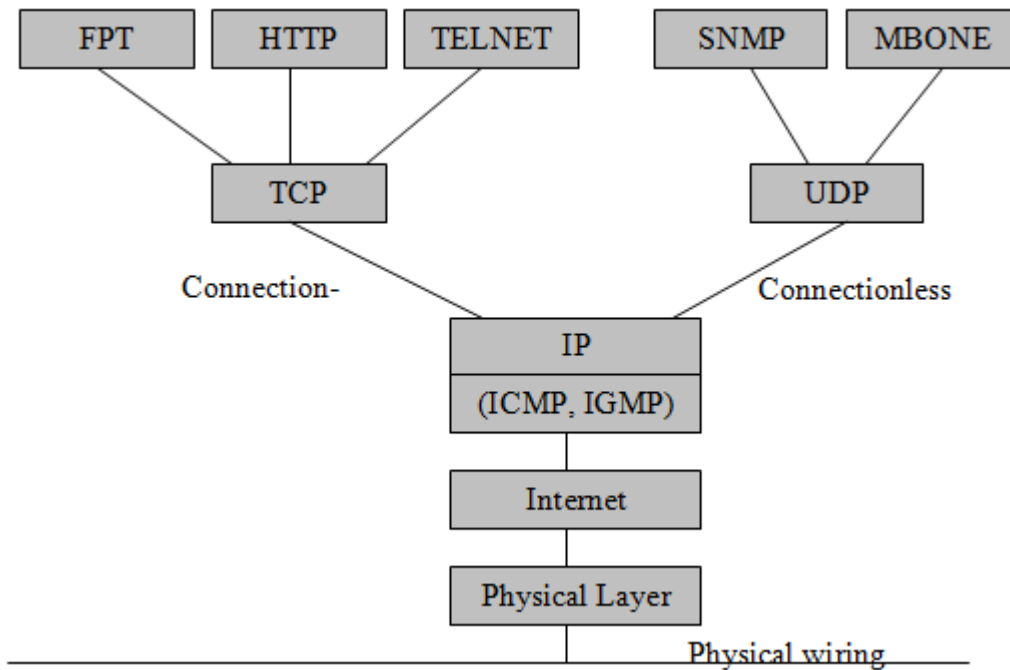 FPT
HTTP
TELNET
SNMP
MBONE
TCP
UDP
Connection-
Connectionless
IP
(ICMP, IGMP)
Internet
Physical Layer
Physical wiring